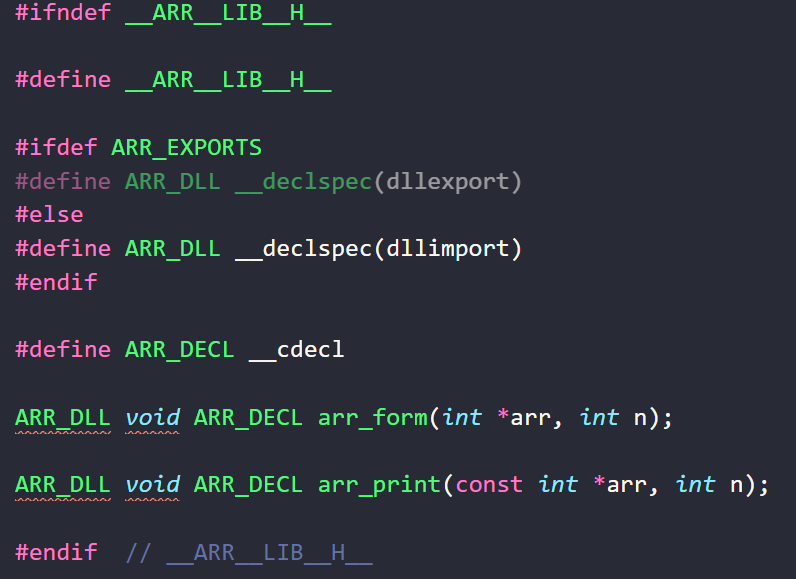 #ifndef __ARR__LIB__H__
#define __ARR__LIB__H__
#ifdef ARR_EXPORTS
#define ARR_DLL __declspec(dllexport)
#else
#define ARR_DLL __declspec(dllimport)
#endif
#define ARR_DECL __cdecl
ARR_DLL void ARR_DECL arr_form(int *arr, int n);
ARR_DLL void ARR_DECL arr_print(const int *arr, int n);
#endif  // __ARR__LIB__H__